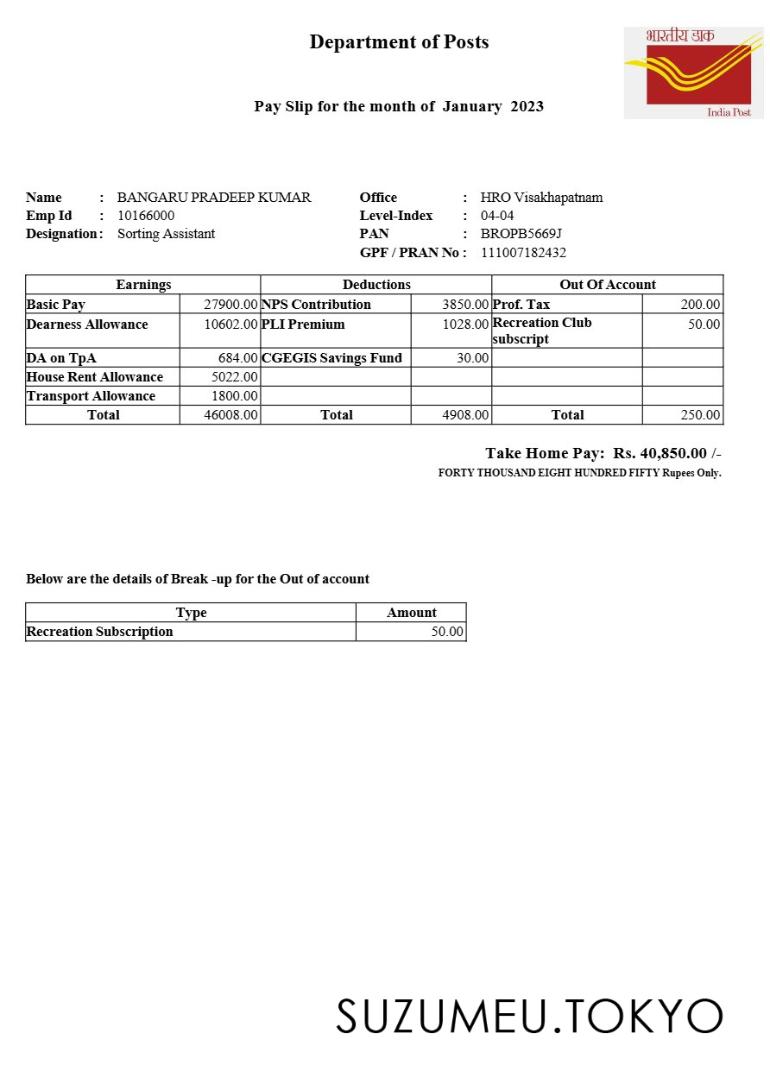 भारतीय डाक
India Post
Department of Posts
Pay Slip for the month of January 2023
Name : BANGARU PRADEEP KUMAR Office : HRO Visakhapatnam
Emp Id : 10166000 Level-Index : 04-04
Designation : Sorting Assistant PAN : BROPB5669J
GPF / PRAN No : 111007182432
Earnings Deductions Out Of Account
Basic Pay 27900.00 NPS Contribution 3850.00 Prof. Tax 200.00
Dearness Allowance 10602.00 PLI Premium 1028.00 Recreation Club 50.00
subscript
DA on TpA 684.00 CGEGIS Savings Fund 30.00
House Rent Allowance 5022.00
Transport Allowance 1800.00
Total 46008.00 Total 4908.00 Total 250.00
Take Home Pay: Rs. 40,850.00 /-
FORTY THOUSAND EIGHT HUNDRED FIFTY Rupees Only.
Below are the details of Break -up for the Out of account
Type Amount
Recreation Subscription 50.00
SUZUMEU.TOKYO